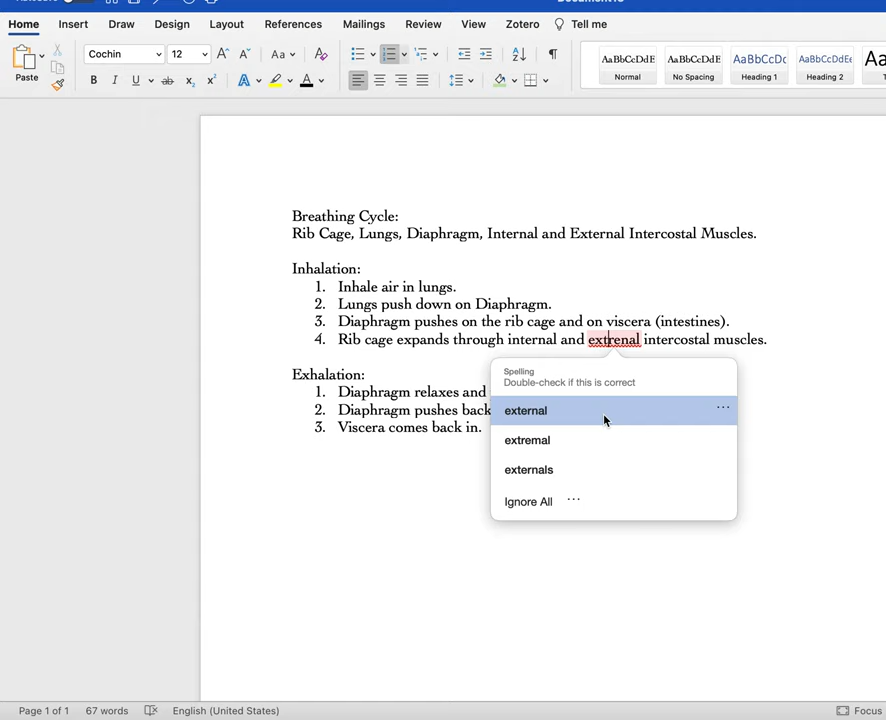 Home Insert Draw Design Layout References Mailings Review View Zotero Tell me
Paste
Cochin
12
Aa
B I U ab x₂ x² A A
AaBbCcDdE
Normal
AaBbCcDdE
No Spacing
AaBbCcDc
Heading 1
AaBbCcDdEe
Heading 2
Breathing Cycle:
Rib Cage, Lungs, Diaphragm, Internal and External Intercostal Muscles.
Inhalation:
1. Inhale air in lungs.
2. Lungs push down on Diaphragm.
3. Diaphragm pushes on the rib cage and on viscera (intestines).
4. Rib cage expands through internal and extrenal intercostal muscles.
Exhalation:
1. Diaphragm relaxes and
2. Diaphragm pushes back
3. Viscera comes back in.
Spelling
Double-check if this is correct
external ...
extremal
externals
Ignore All ...
Page 1 of 1 67 words English (United States) Focus